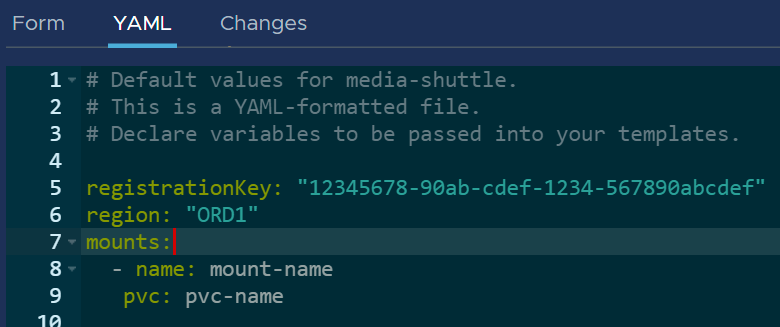 Form YAML Changes
1 # Default values for media-shuttle.
2 # This is a YAML-formatted file.
3 # Declare variables to be passed into your templates.
4
5 registrationKey: "12345678-90ab-cdef-1234-567890abcdef"
6 region: "ORD1"
7 mounts:
8   - name: mount-name
9    pvc: pvc-name
10